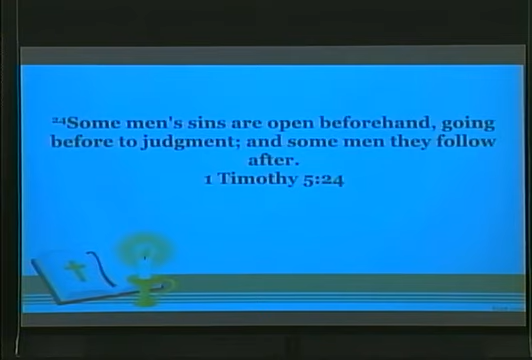 ²⁴Some men's sins are open beforehand, going
before to judgment; and some men they follow
after.
1 Timothy 5:24